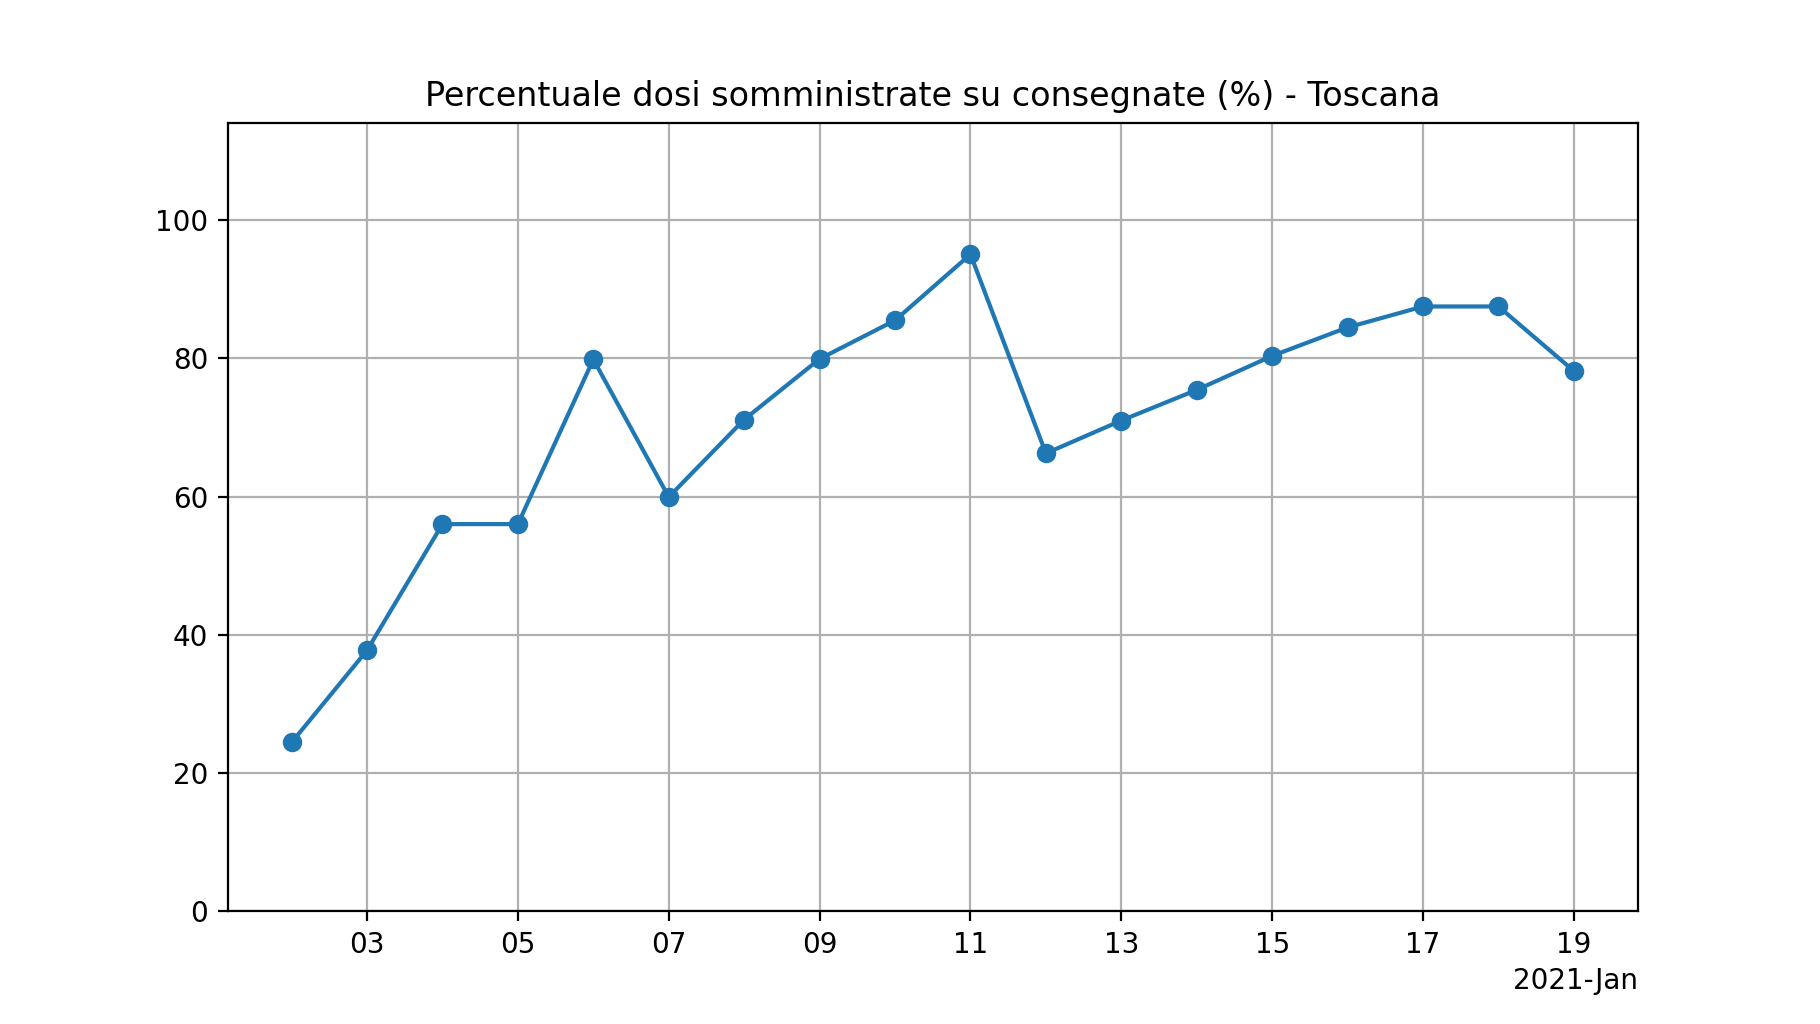 Percentuale dosi somministrate su consegnate (%) - Toscana
100
80
60
40
20
0
03 05 07 09 11 13 15 17 19
2021-Jan